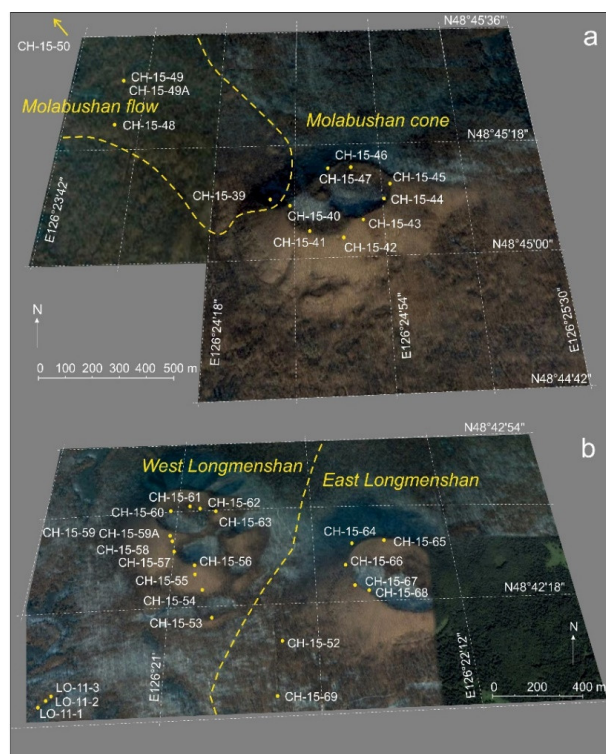 N48°45'36"
a
CH-15-50
CH-15-49
CH-15-49A
Molabushan flow
Molabushan cone
CH-15-48
N48°45'18"
CH-15-46
CH-15-47
CH-15-45
CH-15-39
CH-15-44
CH-15-40
CH-15-43
E126°23'42"
CH-15-41
CH-15-42
N48°45'00"
N
E126°24'18"
E126°24'54"
E126°25'30"
0 100 200 300 400 500 m
N48°44'42"
N48°42'54"
b
West Longmenshan
East Longmenshan
CH-15-61
CH-15-62
CH-15-60
CH-15-63
CH-15-59
CH-15-59A
CH-15-64
CH-15-65
CH-15-58
CH-15-57
CH-15-56
CH-15-66
CH-15-55
CH-15-67
CH-15-68
N48°42'18"
CH-15-54
CH-15-53
CH-15-52
E126°21'
E126°22'12"
LO-11-3
LO-11-2
LO-11-1
CH-15-69
N
0 200 400 m